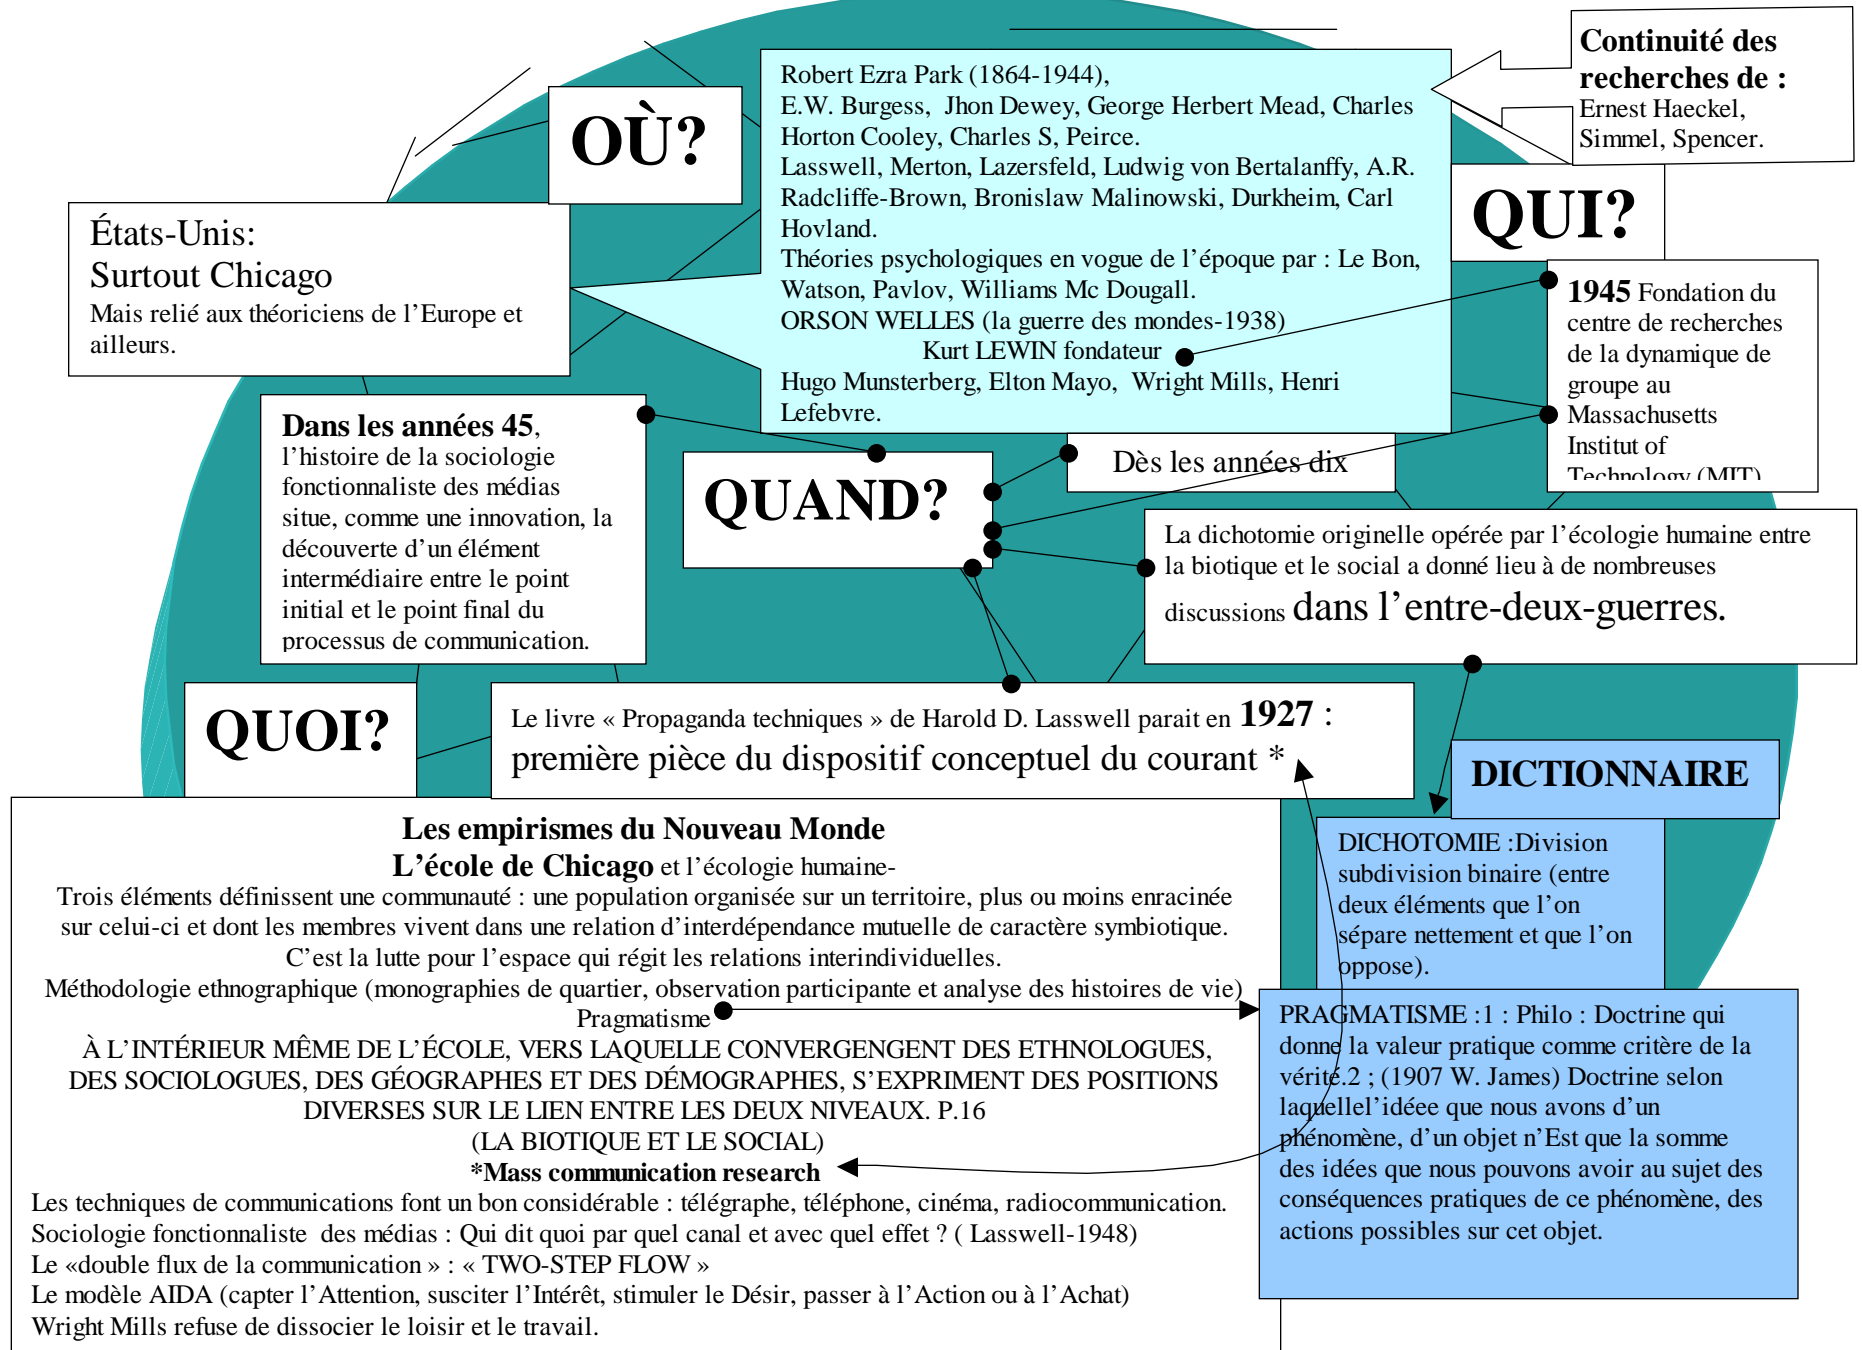 Continuité des
recherches de :
Ernest Haeckel,
Simmel, Spencer.
OÙ?
Robert Ezra Park (1864-1944),
E.W. Burgess, Jhon Dewey, George Herbert Mead, Charles
Horton Cooley, Charles S, Peirce.
Lasswell, Merton, Lazersfeld, Ludwig von Bertalanffy, A.R.
Radcliffe-Brown, Bronislaw Malinowski, Durkheim, Carl
Hovland.
Théories psychologiques en vogue de l’époque par : Le Bon,
Watson, Pavlov, Williams Mc Dougall.
ORSON WELLES (la guerre des mondes-1938)
Kurt LEWIN fondateur
Hugo Munsterberg, Elton Mayo, Wright Mills, Henri
Lefebvre.
QUI?
États-Unis:
Surtout Chicago
Mais relié aux théoriciens de l’Europe et
ailleurs.
1945 Fondation du
centre de recherches
de la dynamique de
groupe au
Massachusetts
Institut of
Technology (MIT)
Dans les années 45,
l’histoire de la sociologie
fonctionnaliste des médias
situe, comme une innovation, la
découverte d’un élément
intermédiaire entre le point
initial et le point final du
processus de communication.
QUAND?
Dès les années dix
La dichotomie originelle opérée par l’écologie humaine entre
la biotique et le social a donné lieu à de nombreuses
discussions dans l’entre-deux-guerres.
QUOI?
Le livre « Propaganda techniques » de Harold D. Lasswell parait en 1927 :
première pièce du dispositif conceptuel du courant *
DICTIONNAIRE
DICHOTOMIE :Division
subdivision binaire (entre
deux éléments que l’on
sépare nettement et que l’on
oppose).
PRAGMATISME :1 : Philo : Doctrine qui
donne la valeur pratique comme critère de la
vérité.2 ; (1907 W. James) Doctrine selon
laquellel’idéee que nous avons d’un
phénomène, d’un objet n’Est que la somme
des idées que nous pouvons avoir au sujet des
conséquences pratiques de ce phénomène, des
actions possibles sur cet objet.
Les empirismes du Nouveau Monde
L’école de Chicago et l’écologie humaine-
Trois éléments définissent une communauté : une population organisée sur un territoire, plus ou moins enracinée
sur celui-ci et dont les membres vivent dans une relation d’interdépendance mutuelle de caractère symbiotique.
C’est la lutte pour l’espace qui régit les relations interindividuelles.
Méthodologie ethnographique (monographies de quartier, observation participante et analyse des histoires de vie)
Pragmatisme
À L’INTÉRIEUR MÊME DE L’ÉCOLE, VERS LAQUELLE CONVERGENGENT DES ETHNOLOGUES,
DES SOCIOLOGUES, DES GÉOGRAPHES ET DES DÉMOGRAPHES, S’EXPRIMENT DES POSITIONS
DIVERSES SUR LE LIEN ENTRE LES DEUX NIVEAUX. P.16
(LA BIOTIQUE ET LE SOCIAL)
*Mass communication research
Les techniques de communications font un bon considérable : télégraphe, téléphone, cinéma, radiocommunication.
Sociologie fonctionnaliste des médias : Qui dit quoi par quel canal et avec quel effet ? ( Lasswell-1948)
Le «double flux de la communication » : « TWO-STEP FLOW »
Le modèle AIDA (capter l’Attention, susciter l’Intérêt, stimuler le Désir, passer à l’Action ou à l’Achat)
Wright Mills refuse de dissocier le loisir et le travail.